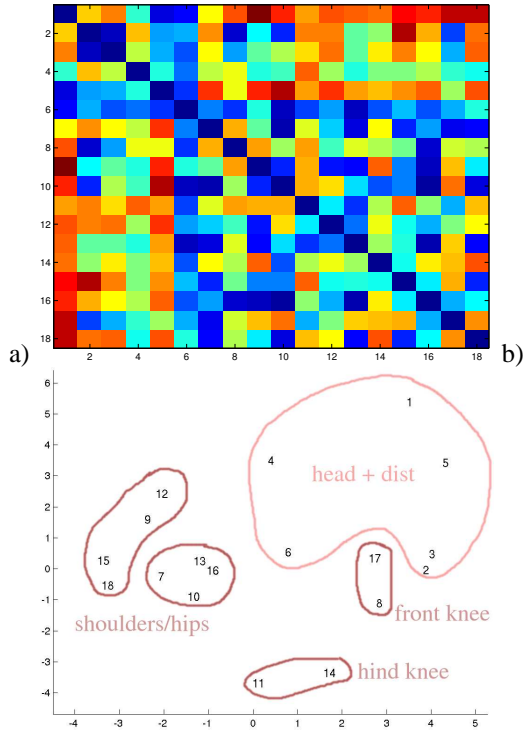 2
4
6
8
10
12
14
16
18
2 4 6 8 10 12 14 16 18
a) b)
6
5
4
3
2
1
0
-1
-2
-3
-4
1
4 head + dist 5
12
9
15 13 16 6 17 3
18 7 10 8 2
shoulders/hips front knee
11 14 hind knee
-4 -3 -2 -1 0 1 2 3 4 5